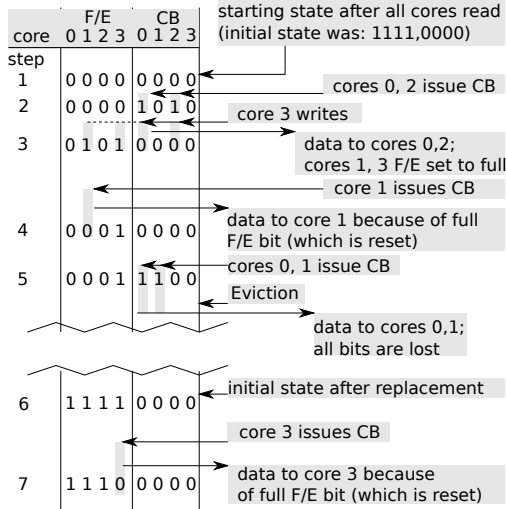 F/E CB
core 0 1 2 3 0 1 2 3
starting state after all cores read
(initial state was: 1111,0000)
step
1 0 0 0 0 0 0 0 0
cores 0, 2 issue CB
2 0 0 0 0 1 0 1 0
core 3 writes
3 0 1 0 1 0 0 0 0
data to cores 0,2;
cores 1, 3 F/E set to full
core 1 issues CB
4 0 0 0 1 0 0 0 0
data to core 1 because of full
F/E bit (which is reset)
cores 0, 1 issue CB
5 0 0 0 1 1 1 0 0
Eviction
data to cores 0,1;
all bits are lost
initial state after replacement
6 1 1 1 1 0 0 0 0
core 3 issues CB
7 1 1 1 0 0 0 0 0
data to core 3 because
of full F/E bit (which is reset)